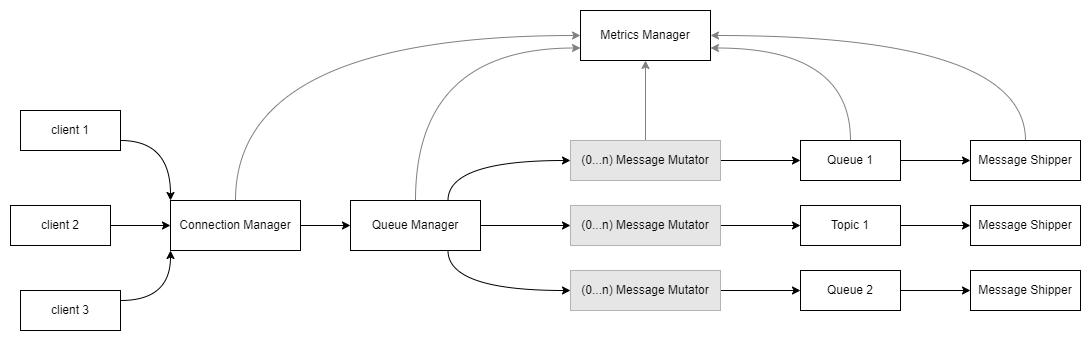 Metrics Manager
client 1
client 2
client 3
Connection Manager
Queue Manager
(0...n) Message Mutator
Queue 1
Message Shipper
(0...n) Message Mutator
Topic 1
Message Shipper
(0...n) Message Mutator
Queue 2
Message Shipper